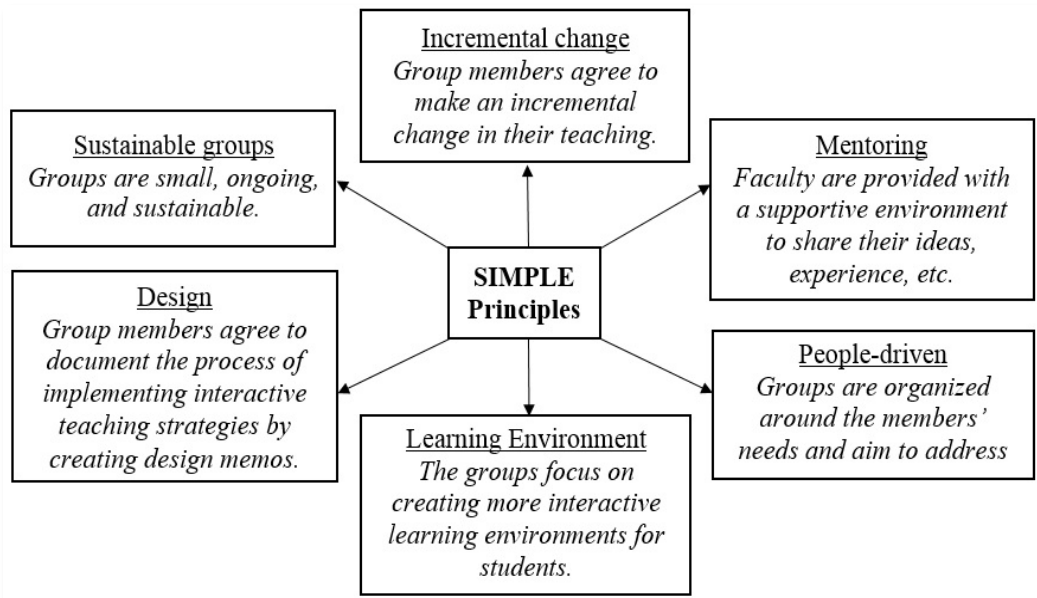 Incremental change
Group members agree to
make an incremental
change in their teaching.
Sustainable groups
Groups are small, ongoing,
and sustainable.
Mentoring
Faculty are provided with
a supportive environment
to share their ideas,
experience, etc.
SIMPLE
Principles
Design
Group members agree to
document the process of
implementing interactive
teaching strategies by
creating design memos.
People-driven
Groups are organized
around the members’
needs and aim to address
Learning Environment
The groups focus on
creating more interactive
learning environments for
students.